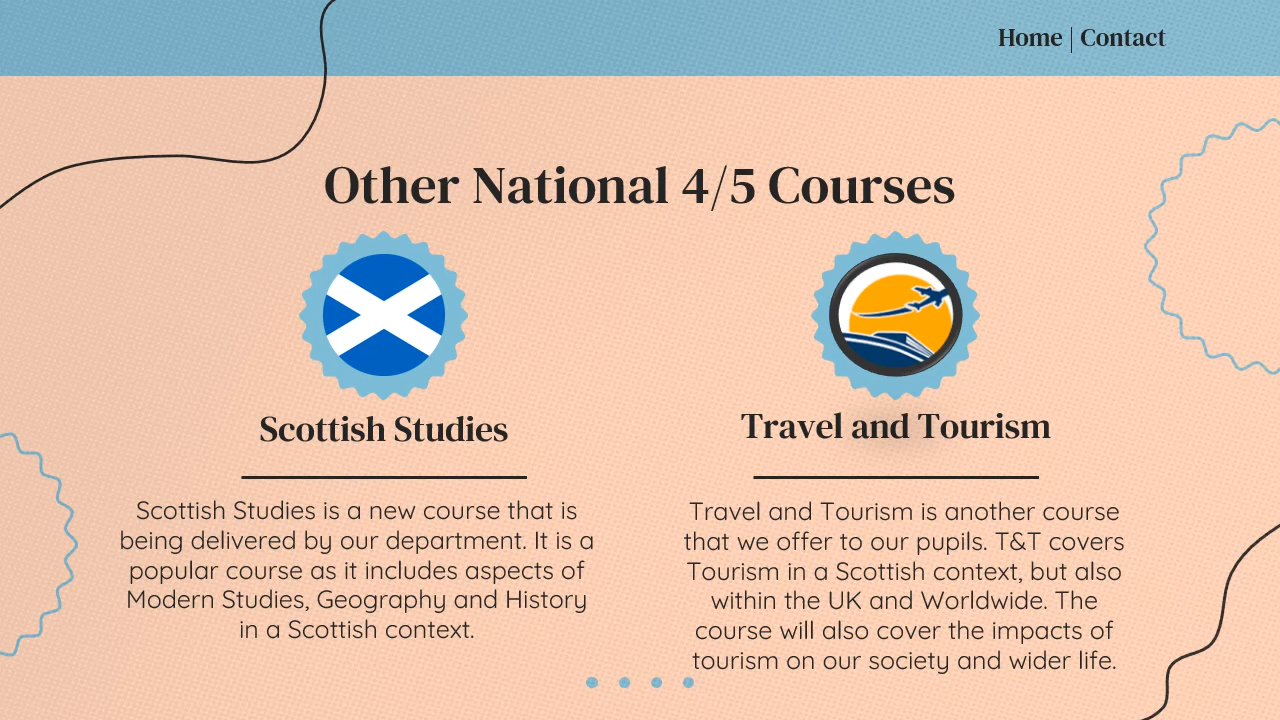 Home | Contact
Other National 4/5 Courses
Scottish Studies
Scottish Studies is a new course that is
being delivered by our department. It is a
popular course as it includes aspects of
Modern Studies, Geography and History
in a Scottish context.
Travel and Tourism
Travel and Tourism is another course
that we offer to our pupils. T&T covers
Tourism in a Scottish context, but also
within the UK and Worldwide. The
course will also cover the impacts of
tourism on our society and wider life.